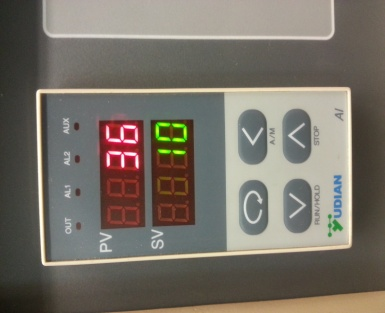 OUT AL1 AL2 AUX
PV 36
SV 10
A/M
RUN/HOLD STOP
YUDIAN AI